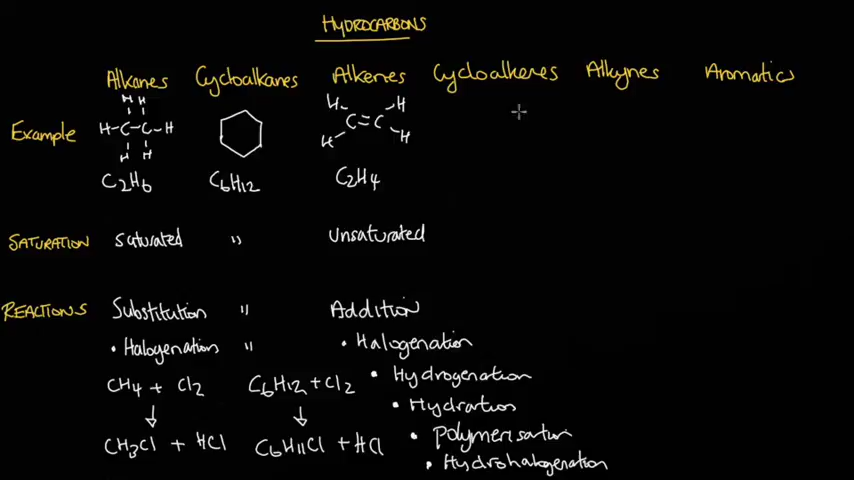 HYDROCARBONS
Alkanes Cycloalkanes Alkenes Cycloalkenes Alkynes Aromatics
Example
H H
H-C-C-H
H H
H H
C=C
H H
C2H6 C6H12 C2H4
SATURATION saturated " unsaturated
REACTIONS Substitution " Addition
• Halogenation " • Halogenation
CH4 + Cl2 C6H12 + Cl2 • Hydrogenation
• Hydration
CH3Cl + HCl C6H11Cl + HCl • polymerisation
• Hydrohalogenation